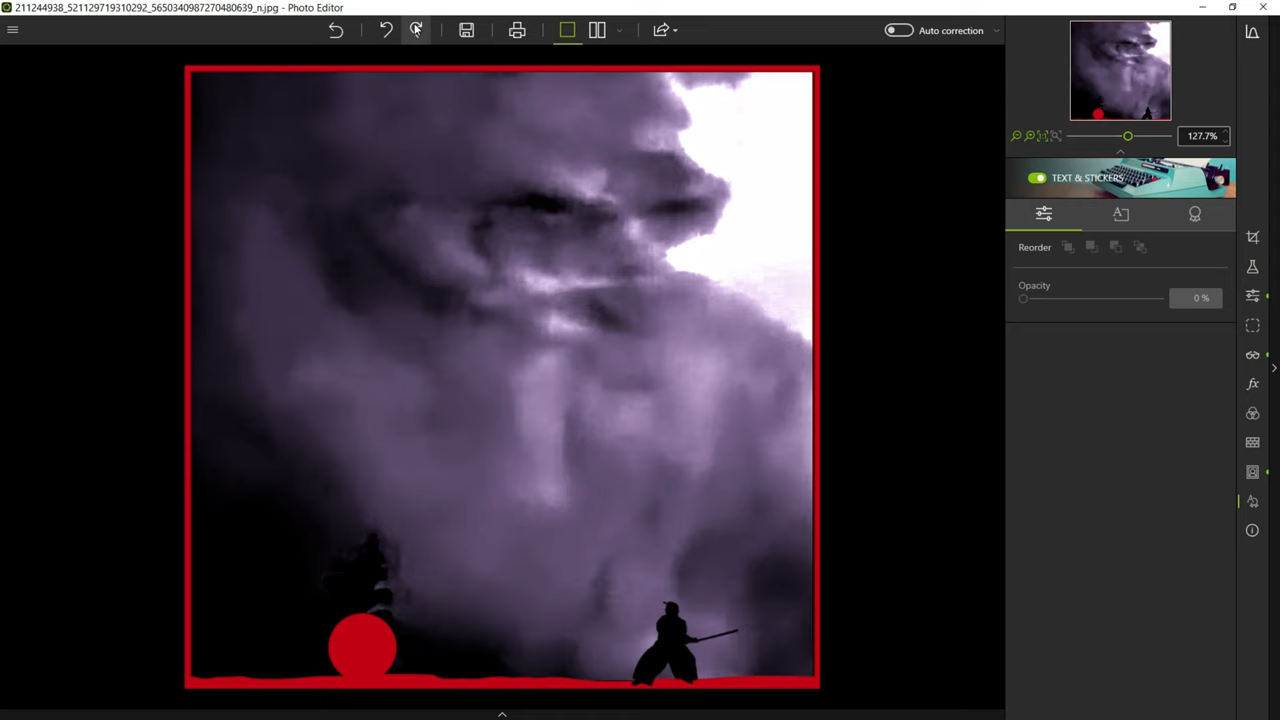 211244938_521129719310292_5650340987270480639_n.jpg - Photo Editor
Auto correction
127.7%
TEXT & STICKERS
Reorder
Opacity
0 %